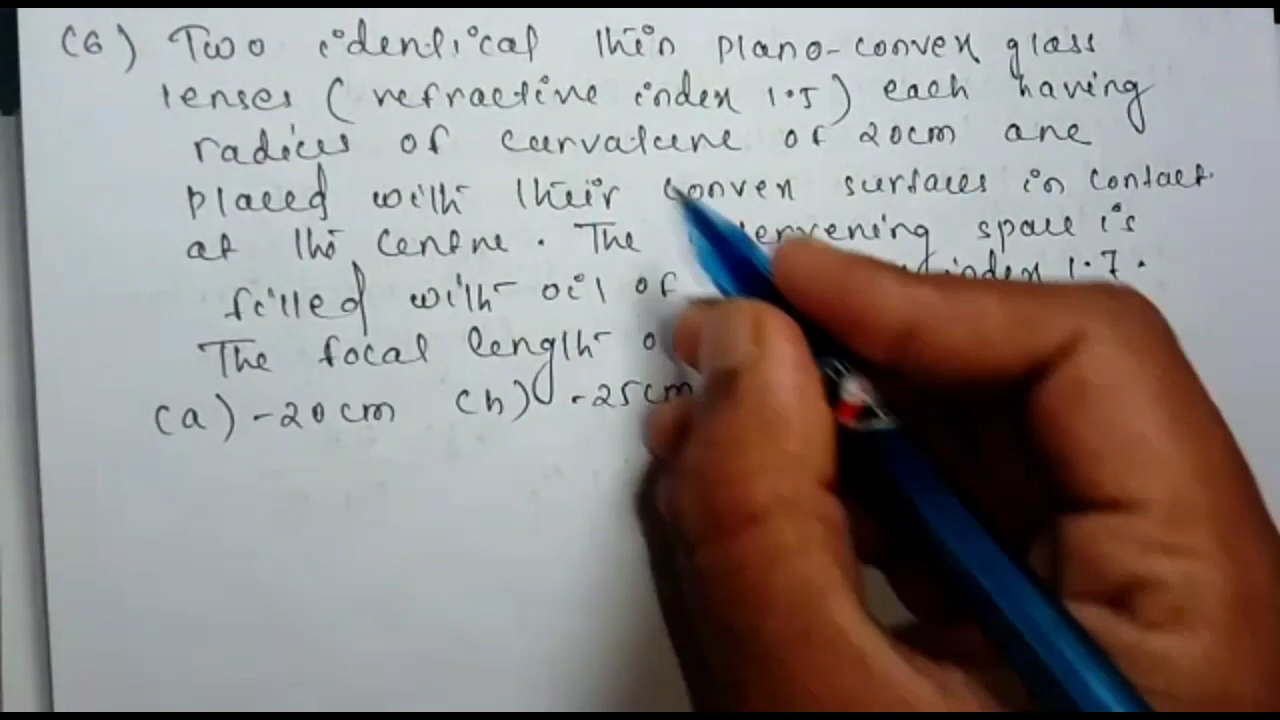 (6) Two identical thin plano-convex glass
lenses (refractive index 1.5) each having
radius of curvature of 20cm are
placed with their convex surfaces in contact
at the centre. The space is
filled with oil of index 1.7.
The focal length
(a) -20cm (b) -25cm